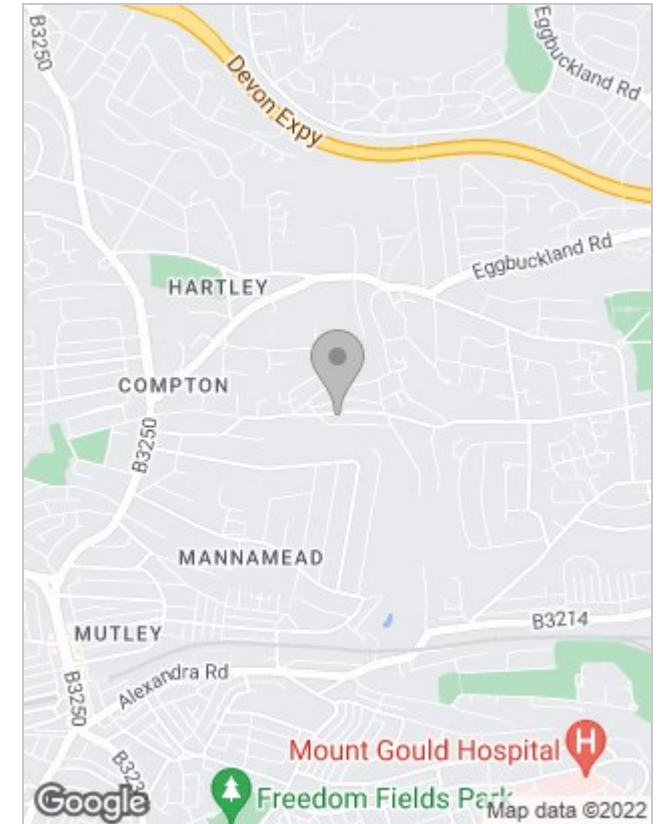 B3250
Devon Expy
Eggbuckland Rd
Eggbuckland Rd
HARTLEY
COMPTON
B3250
MANNAMEAD
MUTLEY
B3214
B3250
Alexandra Rd
Mount Gould Hospital
H
Freedom Fields Park
Google
Map data ©2022